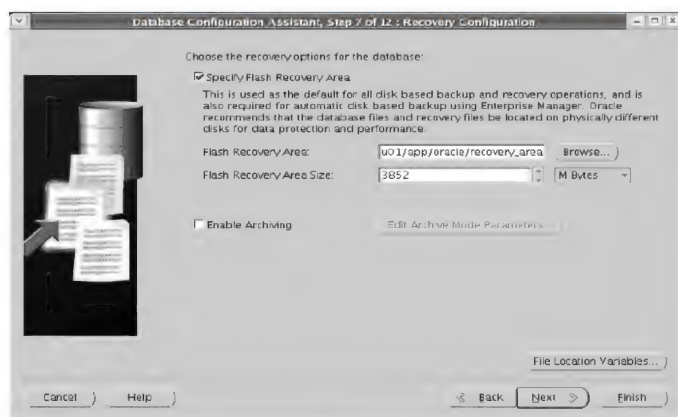 Database Configuration Assistant, Step 7 of 12 : Recovery Configuration
Choose the recovery options for the database:
Specify Flash Recovery Area
This is used as the default for all disk based backup and recovery operations, and is
also required for automatic disk based backup using Enterprise Manager. Oracle
recommends that the database files and recovery files be located on physically different
disks for data protection and performance.
Flash Recovery Area: u01/app/oracle/recovery_area Browse...
Flash Recovery Area Size: 3852 M Bytes
Enable Archiving Edit Archive Mode Parameters...
File Location Variables...
Cancel Help Back Next Finish